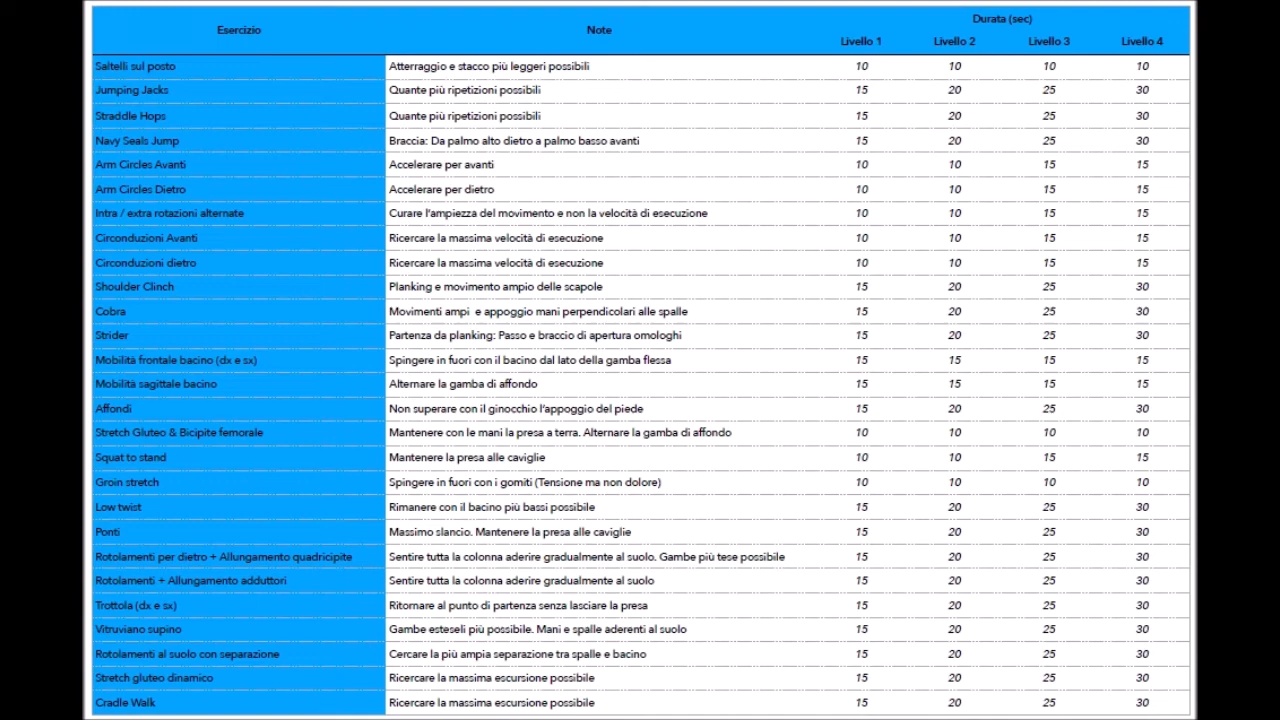 Esercizio Note Durata (sec)
Livello 1 Livello 2 Livello 3 Livello 4
Saltelli sul posto Atterraggio e stacco più leggeri possibili 10 10 10 10
Jumping Jacks Quante più ripetizioni possibili 15 20 25 30
Straddle Hops Quante più ripetizioni possibili 15 20 25 30
Navy Seals Jump Braccia: Da palmo alto dietro a palmo basso avanti 15 20 25 30
Arm Circles Avanti Accelerare per avanti 10 10 15 15
Arm Circles Dietro Accelerare per dietro 10 10 15 15
Intra / extra rotazioni alternate Curare l'ampiezza del movimento e non la velocità di esecuzione 10 10 15 15
Circonduzioni Avanti Ricercare la massima velocità di esecuzione 10 10 15 15
Circonduzioni dietro Ricercare la massima velocità di esecuzione 10 10 15 15
Shoulder Clinch Planking e movimento ampio delle scapole 15 20 25 30
Cobra Movimenti ampi e appoggio mani perpendicolari alle spalle 15 20 25 30
Strider Partenza da planking: Passo e braccio di apertura omologhi 15 20 25 30
Mobilità frontale bacino (dx e sx) Spingere in fuori con il bacino dal lato della gamba flessa 15 15 15 15
Mobilità sagittale bacino Alternare la gamba di affondo 15 15 15 15
Affondi Non superare con il ginocchio l'appoggio del piede 15 20 25 30
Stretch Gluteo & Bicipite femorale Mantenere con le mani la presa a terra. Alternare la gamba di affondo 10 10 10 10
Squat to stand Mantenere la presa alle caviglie 10 10 15 15
Groin stretch Spingere in fuori con i gomiti (Tensione ma non dolore) 10 10 10 10
Low twist Rimanere con il bacino più bassi possibile 15 20 25 30
Ponti Massimo slancio. Mantenere la presa alle caviglie 15 20 25 30
Rotolamenti per dietro + Allungamento quadricipite Sentire tutta la colonna aderire gradualmente al suolo. Gambe più tese possibile 15 20 25 30
Rotolamenti + Allungamento adduttori Sentire tutta la colonna aderire gradualmente al suolo 15 20 25 30
Trottola (dx e sx) Ritornare al punto di partenza senza lasciare la presa 15 20 25 30
Vitruviano supino Gambe esteseli più possibile. Mani e spalle aderenti al suolo 15 20 25 30
Rotolamenti al suolo con separazione Cercare la più ampia separazione tra spalle e bacino 15 20 25 30
Stretch gluteo dinamico Ricercare la massima escursione possibile 15 20 25 30
Cradle Walk Ricercare la massima escursione possibile 15 20 25 30